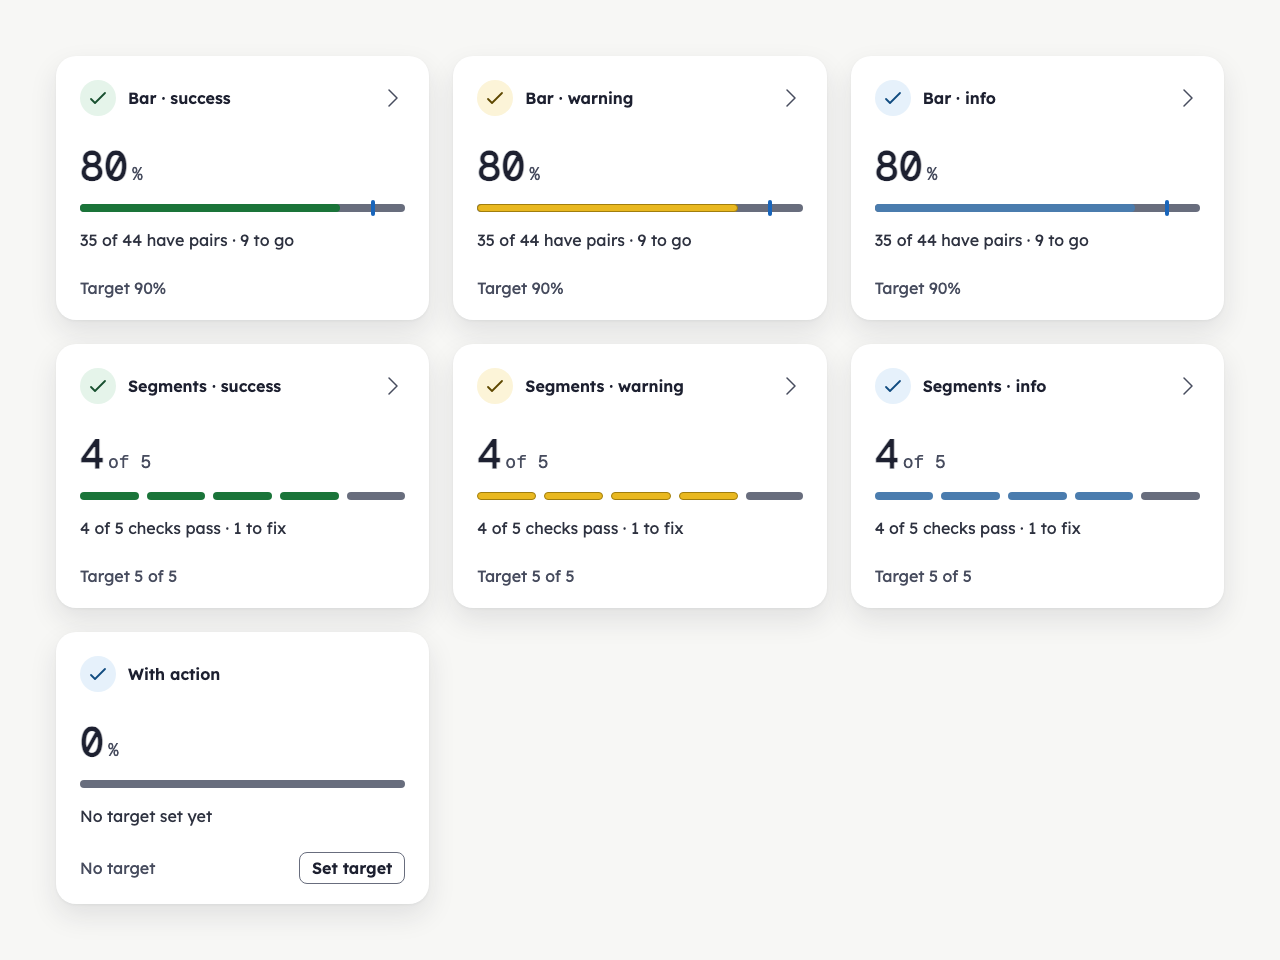 Bar · success
80%
35 of 44 have pairs · 9 to go
Target 90%
Bar · warning
80%
35 of 44 have pairs · 9 to go
Target 90%
Bar · info
80%
35 of 44 have pairs · 9 to go
Target 90%
Segments · success
4 of 5
4 of 5 checks pass · 1 to fix
Target 5 of 5
Segments · warning
4 of 5
4 of 5 checks pass · 1 to fix
Target 5 of 5
Segments · info
4 of 5
4 of 5 checks pass · 1 to fix
Target 5 of 5
With action
0%
No target set yet
No target
Set target